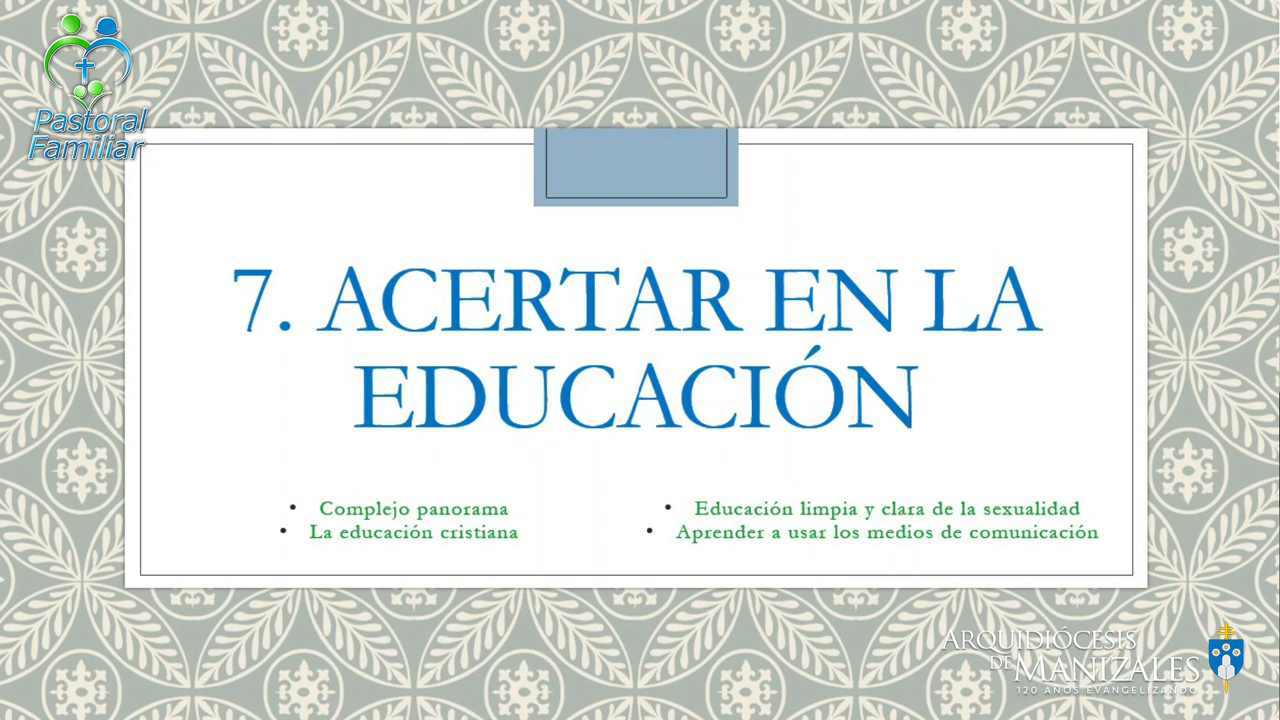 Pastoral
Familiar
7. ACERTAR EN LA
EDUCACIÓN
• Complejo panorama
• La educación cristiana
• Educación limpia y clara de la sexualidad
• Aprender a usar los medios de comunicación
ARQUIDIÓCESIS
DE MANIZALES
120 AÑOS EVANGELIZANDO